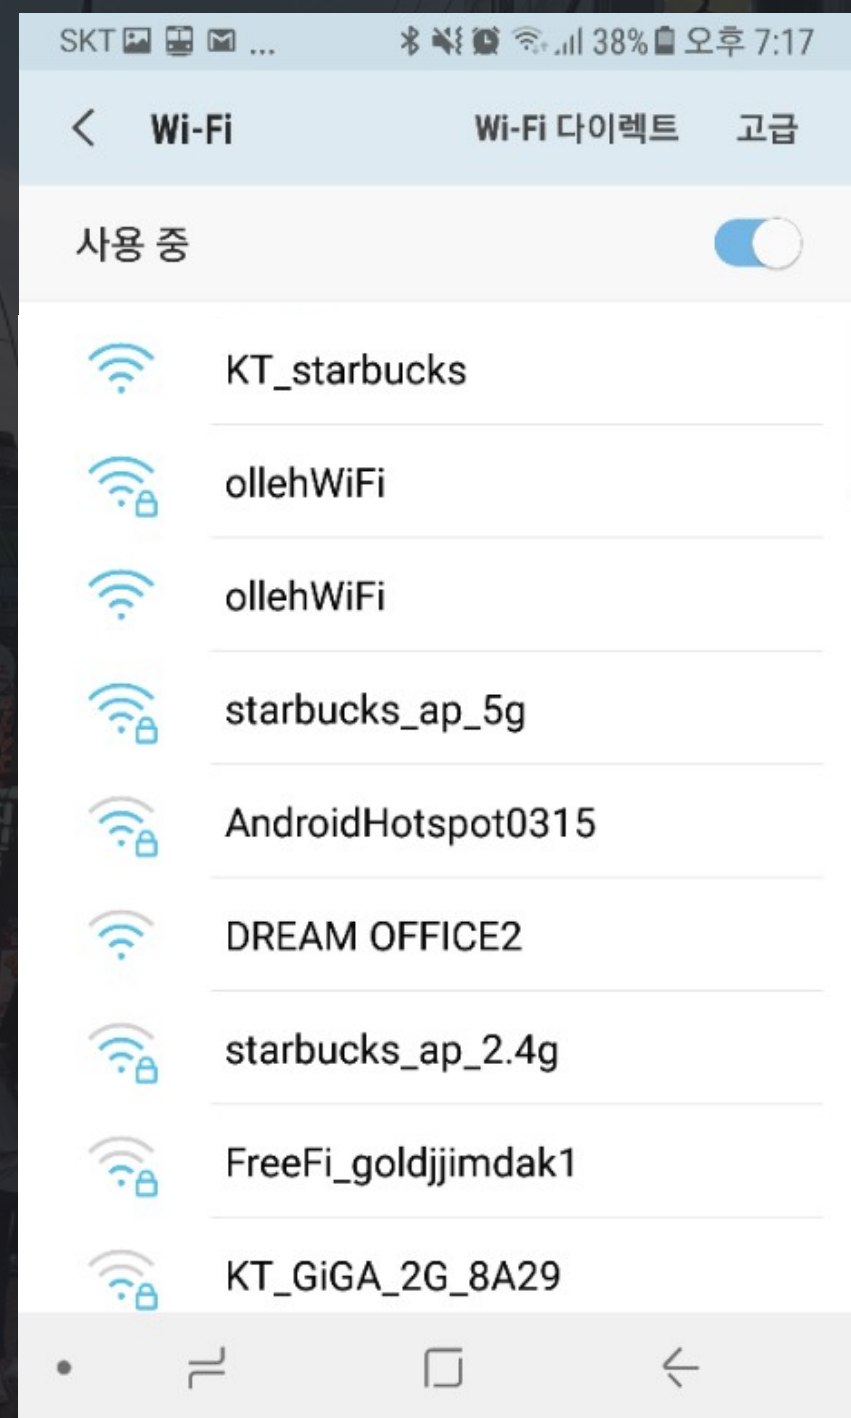 SKT ... 38% 오후 7:17
Wi-Fi Wi-Fi 다이렉트 고급
사용 중
KT_starbucks
ollehWiFi
ollehWiFi
starbucks_ap_5g
AndroidHotspot0315
DREAM OFFICE2
starbucks_ap_2.4g
FreeFi_goldjjimdak1
KT_GiGA_2G_8A29